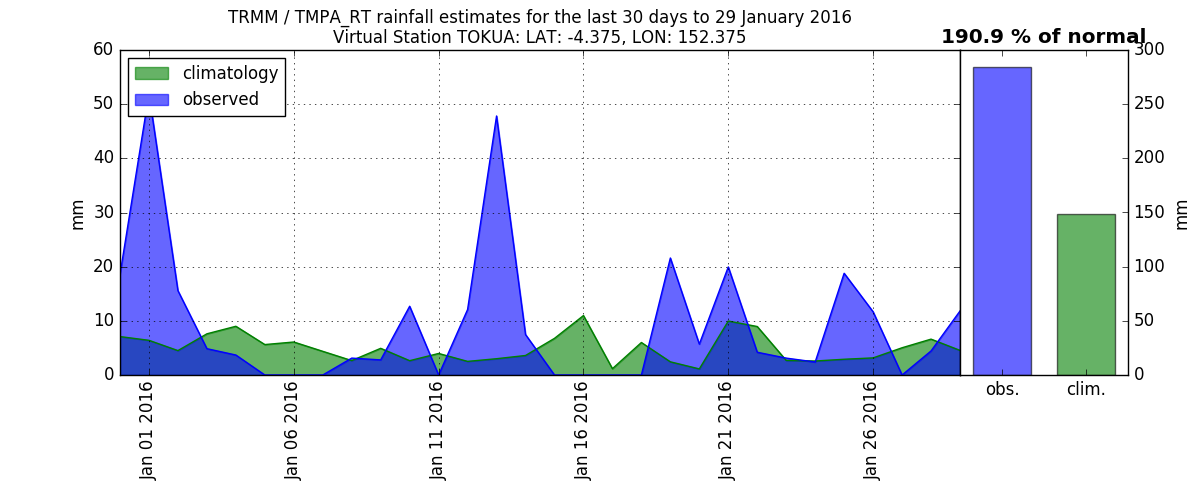 TRMM / TMPA_RT rainfall estimates for the last 30 days to 29 January 2016
Virtual Station TOKUA: LAT: -4.375, LON: 152.375
190.9 % of normal
climatology
observed
60
50
40
30
20
10
0
mm
Jan 01 2016
Jan 06 2016
Jan 11 2016
Jan 16 2016
Jan 21 2016
Jan 26 2016
300
250
200
150
100
50
0
mm
obs.
clim.